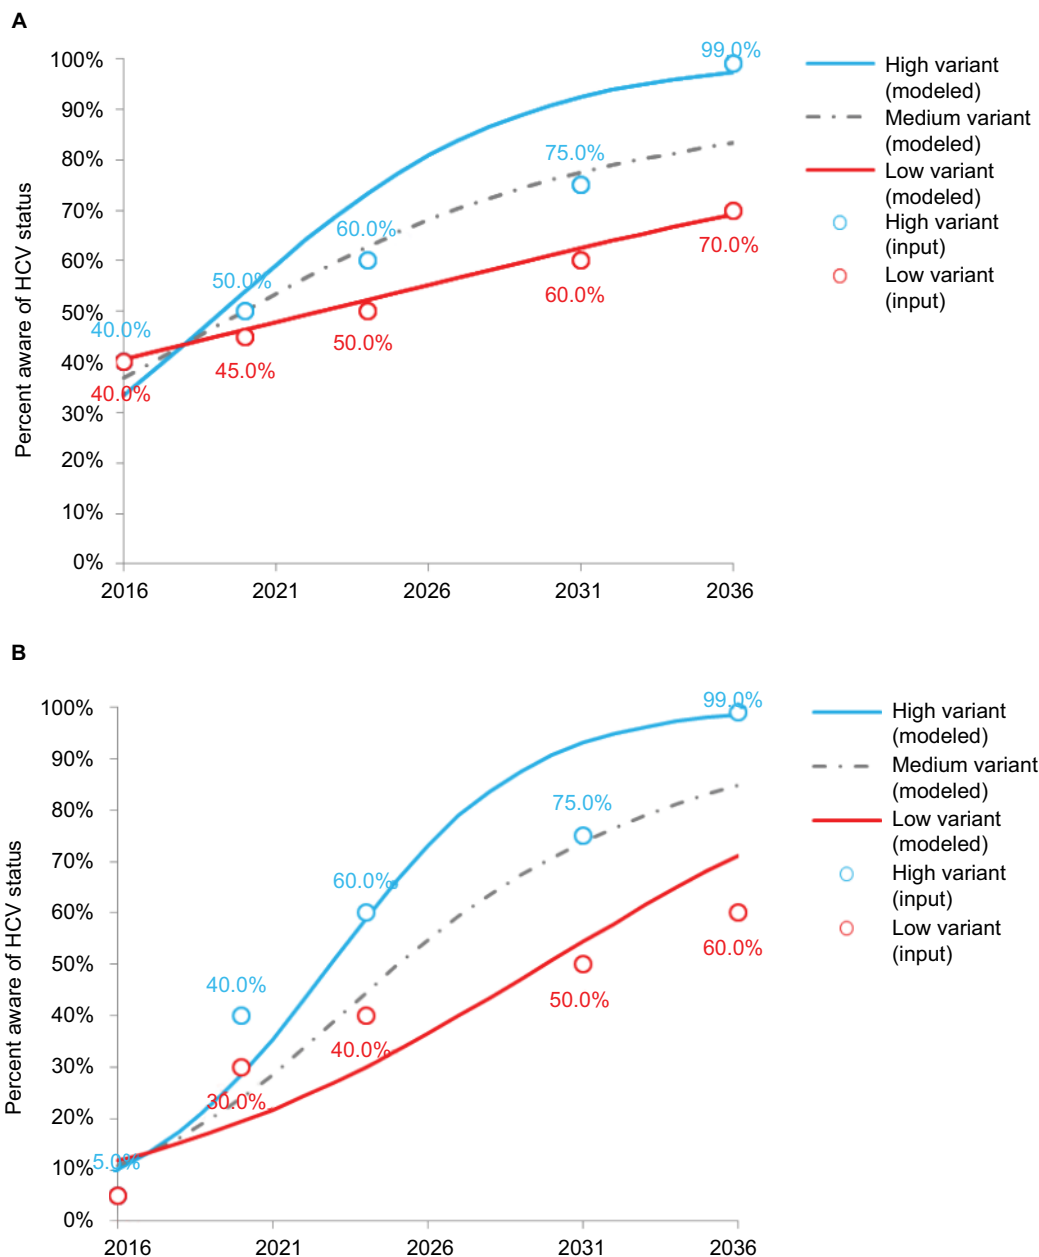 A
100%
90%
80%
70%
60%
50%
40%
30%
20%
10%
0%
Percent aware of HCV status
2016
2021
2026
2031
2036
40.0%
50.0%
60.0%
75.0%
99.0%
40.0%
45.0%
50.0%
60.0%
70.0%
High variant
(modeled)
Medium variant
(modeled)
Low variant
(modeled)
High variant
(input)
Low variant
(input)
B
100%
90%
80%
70%
60%
50%
40%
30%
20%
10%
0%
Percent aware of HCV status
2016
2021
2026
2031
2036
5.0%
40.0%
60.0%
75.0%
99.0%
30.0%
40.0%
50.0%
60.0%
High variant
(modeled)
Medium variant
(modeled)
Low variant
(modeled)
High variant
(input)
Low variant
(input)